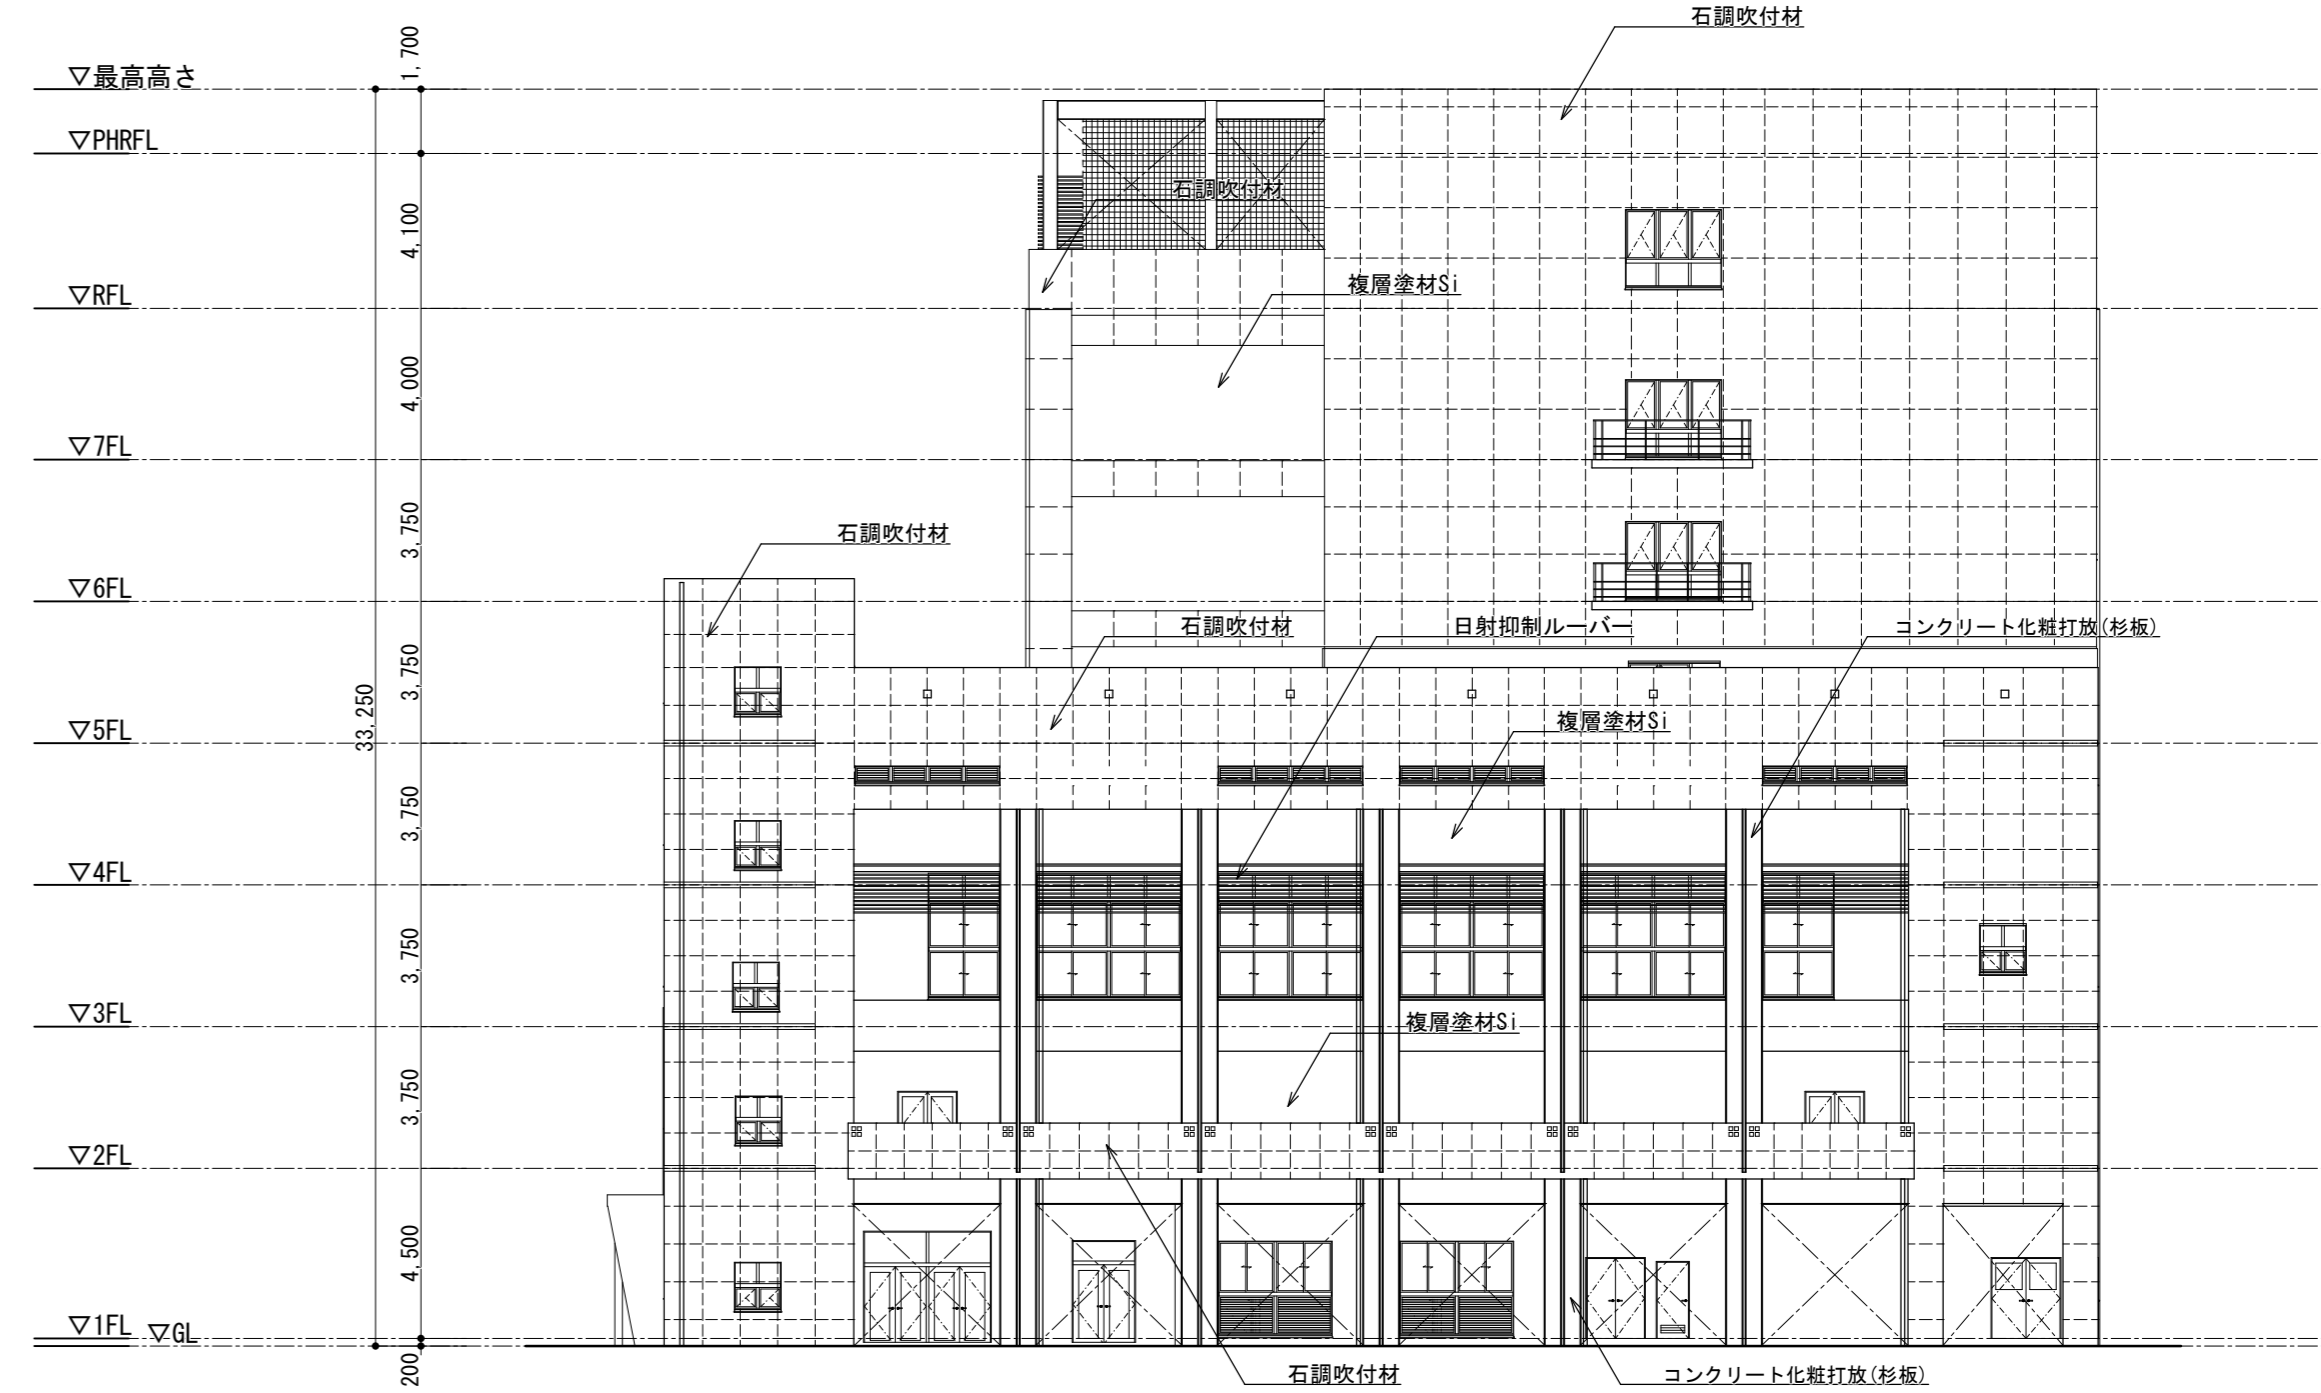 石調吹付材
1,700
▽最高高さ
▽PHRFL
石調吹付材
4,100
複層塗材Si
▽RFL
4,000
▽7FL
3,750
石調吹付材
▽6FL
石調吹付材
日射抑制ルーバー
コンクリート化粧打放(杉板)
3,750
33,250
複層塗材Si
▽5FL
3,750
▽4FL
3,750
▽3FL
複層塗材Si
3,750
▽2FL
4,500
▽1FL
▽GL
200
石調吹付材
コンクリート化粧打放(杉板)